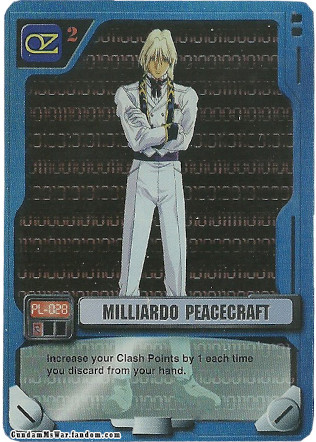 OZ 2
PL-028
MILLIARDO PEACECRAFT
R
Increase your Clash Points by 1 each time
you discard from your hand.
GundamMsWar.fandom.com